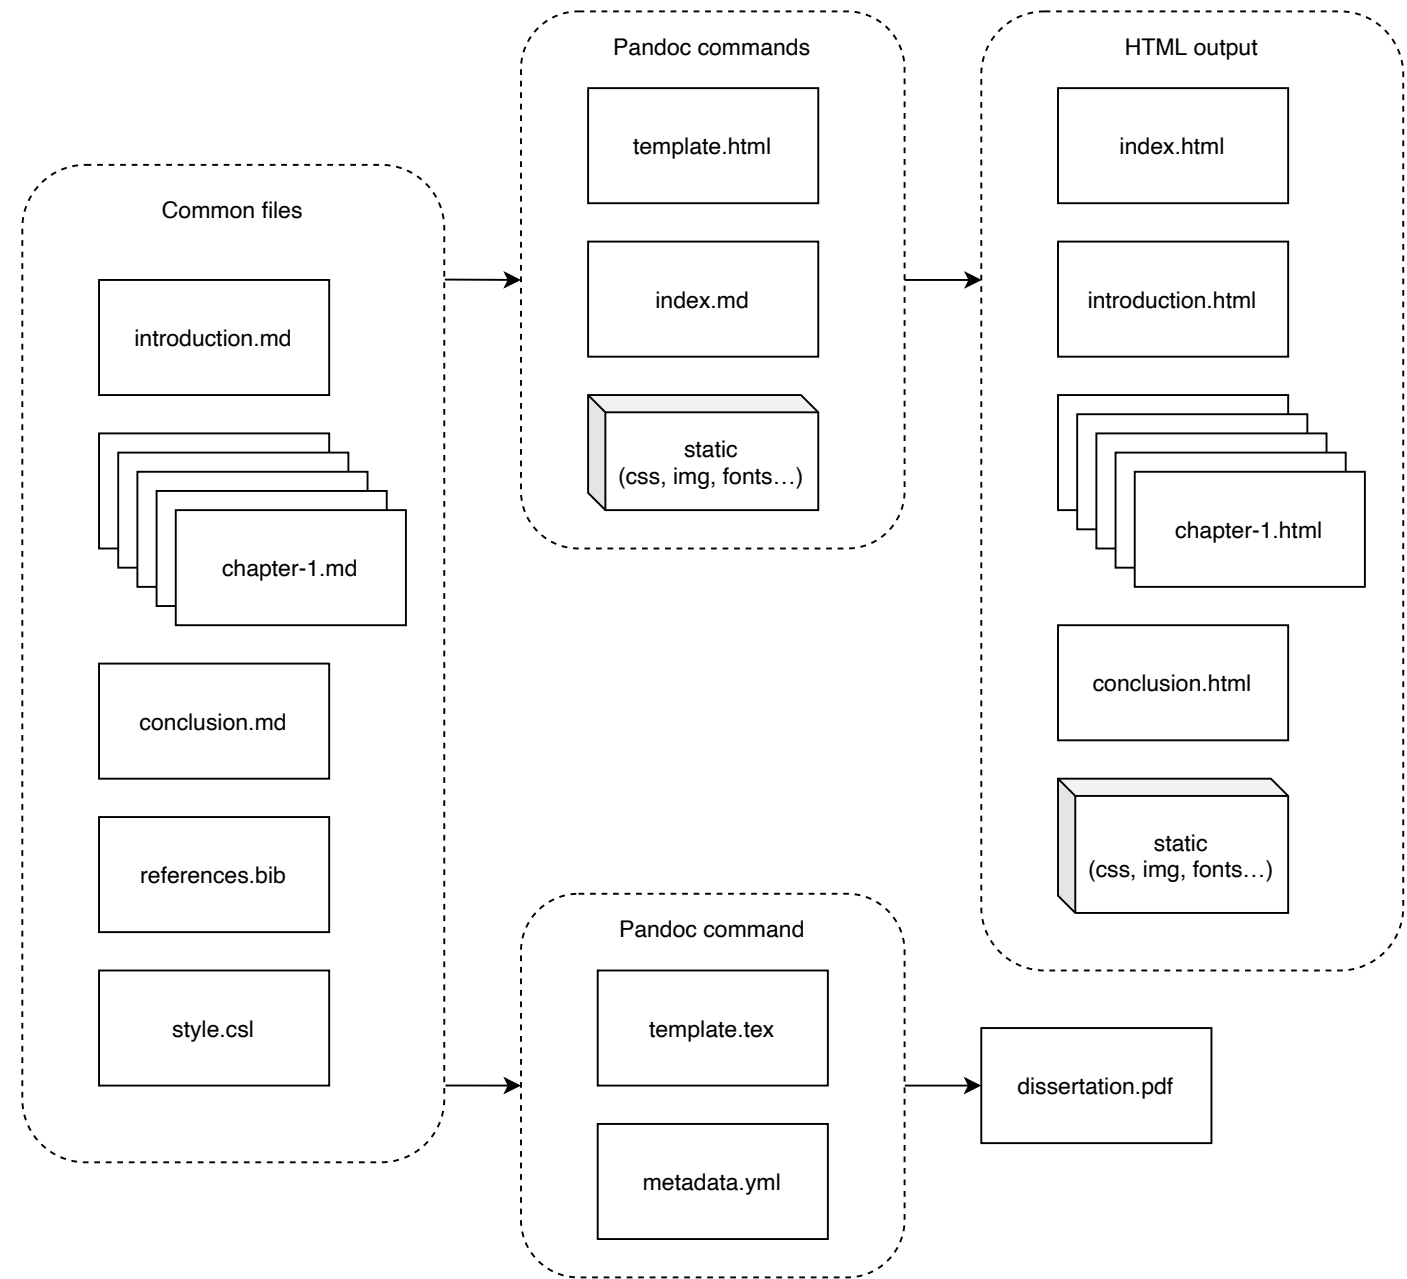 Common files
introduction.md
chapter-1.md
conclusion.md
references.bib
style.csl
Pandoc commands
template.html
index.md
static
(css, img, fonts…)
HTML output
index.html
introduction.html
chapter-1.html
conclusion.html
static
(css, img, fonts…)
Pandoc command
template.tex
metadata.yml
dissertation.pdf